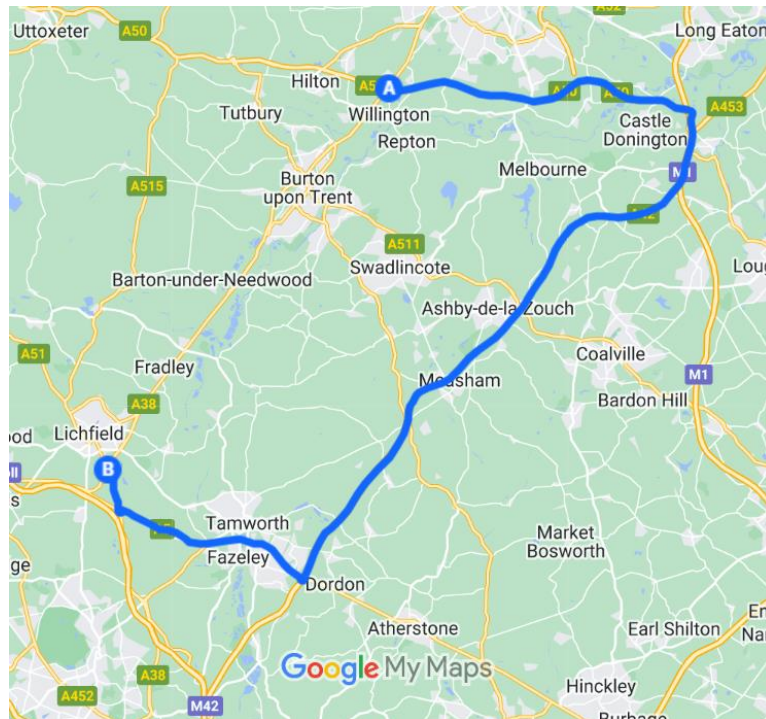 Uttoxeter
A50
A52
Long Eaton
Hilton
A
A453
Tutbury
Willington
Castle
Donington
Repton
Melbourne
A515
Burton
upon Trent
M1
A511
Swadlincote
Barton-under-Needwood
Ashby-de-la-Zouch
A51
Fradley
Coalville
Measham
M1
A38
Bardon Hill
Lichfield
B
Tamworth
Market
Bosworth
Fazeley
Dordon
Atherstone
Earl Shilton
Google My Maps
A38
Hinckley
A452
M42